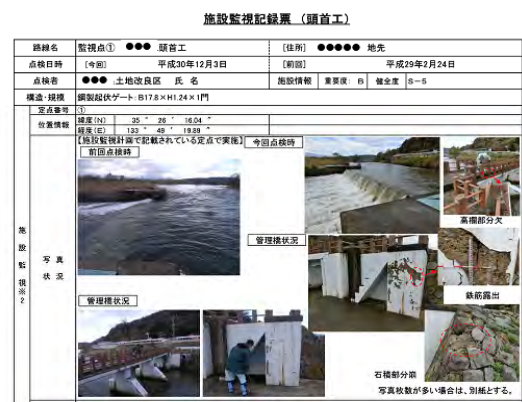 施設監視記録票 (頭首工)
路線名 監視点① ●●● 頭首工 [住所] ●●●●● 地先
点検日時 [今回] 平成30年12月3日 [前回] 平成29年2月24日
点検者 ●●● 土地改良区 氏 名 施設情報 重要度: B 健全度 S-5
構造・規模 鋼製起伏ゲート:B17.8×H1.24×1門
定点番号 ①
位置情報 緯度(N) 35 ° 26 ′ 16.04 ″
経度(E) 133 ° 49 ′ 19.89 ″
施設監視※2
写真状況
【施設監視計画で記載されている定点で実施】
前回点検時
今回点検時
高欄部分欠
管理橋状況
鉄筋露出
管理橋状況
石積部分崩
写真枚数が多い場合は、別紙とする。